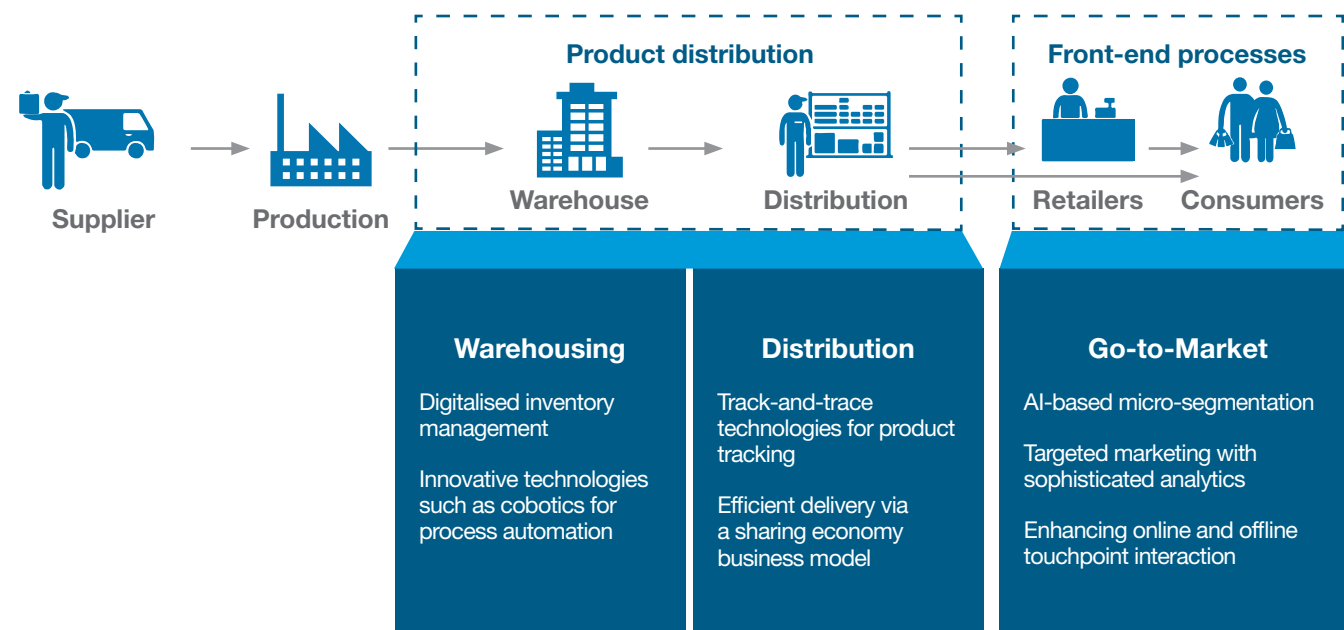 Product distribution
Front-end processes
Supplier
Production
Warehouse
Distribution
Retailers
Consumers
Warehousing
Digitalised inventory
management
Innovative technologies
such as cobotics for
process automation
Distribution
Track-and-trace
technologies for product
tracking
Efficient delivery via
a sharing economy
business model
Go-to-Market
AI-based micro-segmentation
Targeted marketing with
sophisticated analytics
Enhancing online and offline
touchpoint interaction